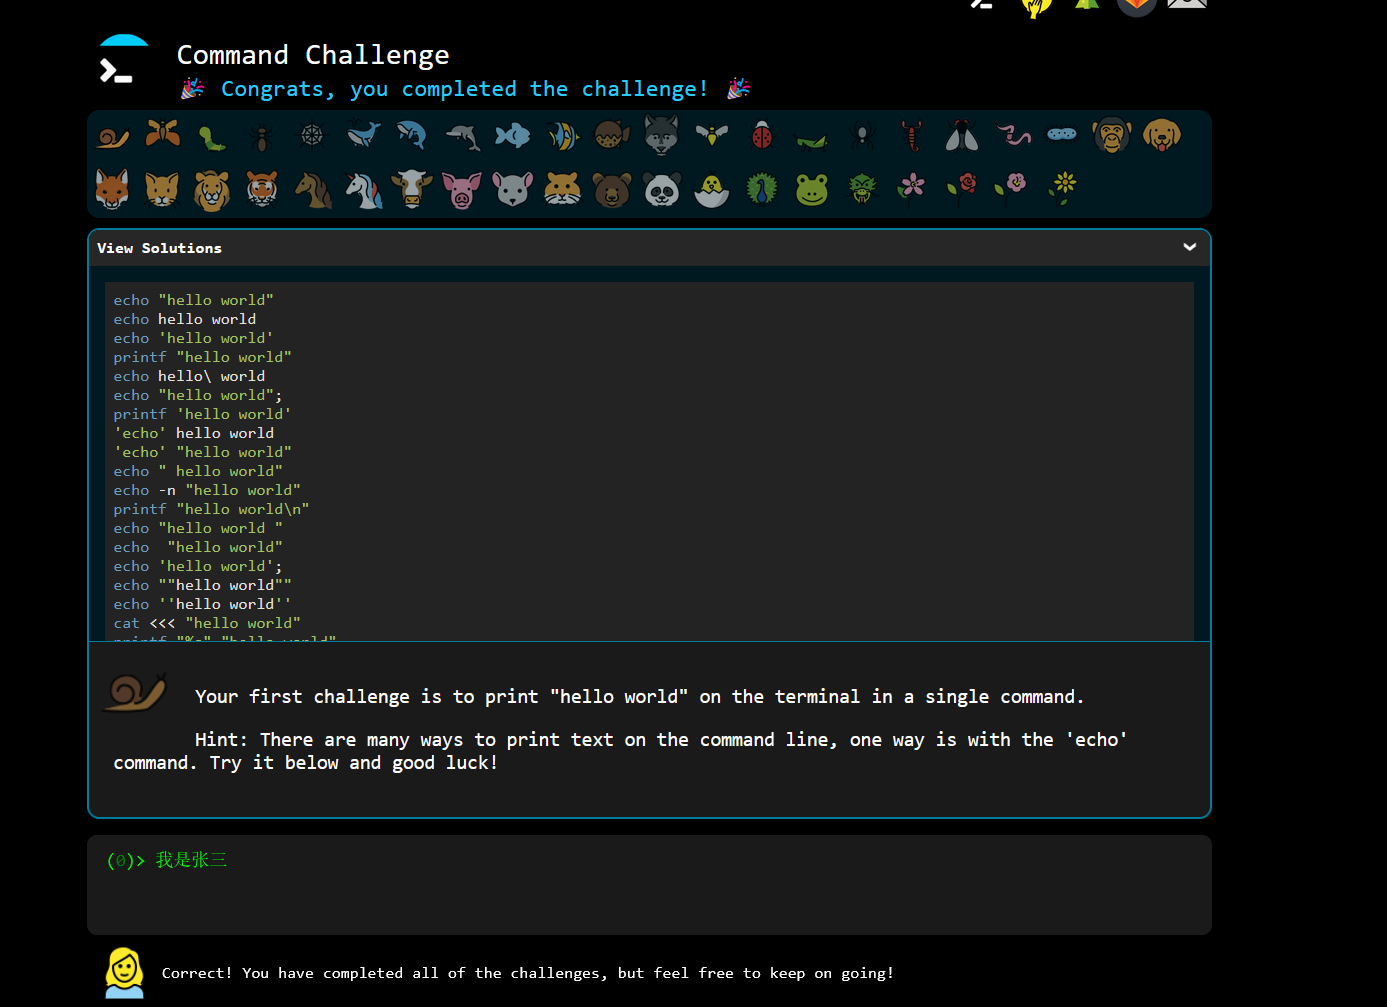 Command Challenge
🎉 Congrats, you completed the challenge! 🎉
View Solutions
echo "hello world"
echo hello world
echo 'hello world'
printf "hello world"
echo hello\ world
echo "hello world";
printf 'hello world'
'echo' hello world
'echo' "hello world"
echo " hello world"
echo -n "hello world"
printf "hello world\n"
echo "hello world "
echo  "hello world"
echo 'hello world';
echo ""hello world""
echo ''hello world''
cat <<< "hello world"
printf "%s" "hello world"
Your first challenge is to print "hello world" on the terminal in a single command.
Hint: There are many ways to print text on the command line, one way is with the 'echo'
command. Try it below and good luck!
(0)> 我是张三
Correct! You have completed all of the challenges, but feel free to keep on going!